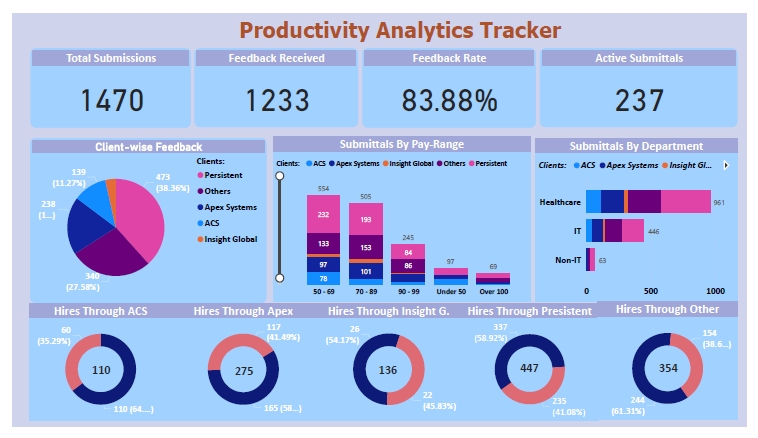 Productivity Analytics Tracker
Total Submissions
Feedback Received
Feedback Rate
Active Submittals
1470
1233
83.88%
237
Client-wise Feedback
139
(11.27%)
238
(1...)
473
(38.36%)
340
(27.58%)
Clients:
Persistent
Others
Apex Systems
ACS
Insight Global
Submittals By Pay-Range
Clients: ACS Apex Systems Insight Global Others Persistent
554
505
245
97
69
232
193
84
133
153
86
97
101
78
50 - 69
70 - 89
90 - 99
Under 50
Over 100
Submittals By Department
Clients: ACS Apex Systems Insight Gl...
Healthcare
961
IT
446
Non-IT
63
0
500
1000
Hires Through ACS
60
(35.29%)
110
110 (64....)
Hires Through Apex
117
(41.49%)
275
165 (58...)
Hires Through Insight G.
26
(54.17%)
136
22
(45.83%)
Hires Through Presistent
337
(58.92%)
447
235
(41.08%)
Hires Through Other
154
(38.6...)
354
244
(61.31%)